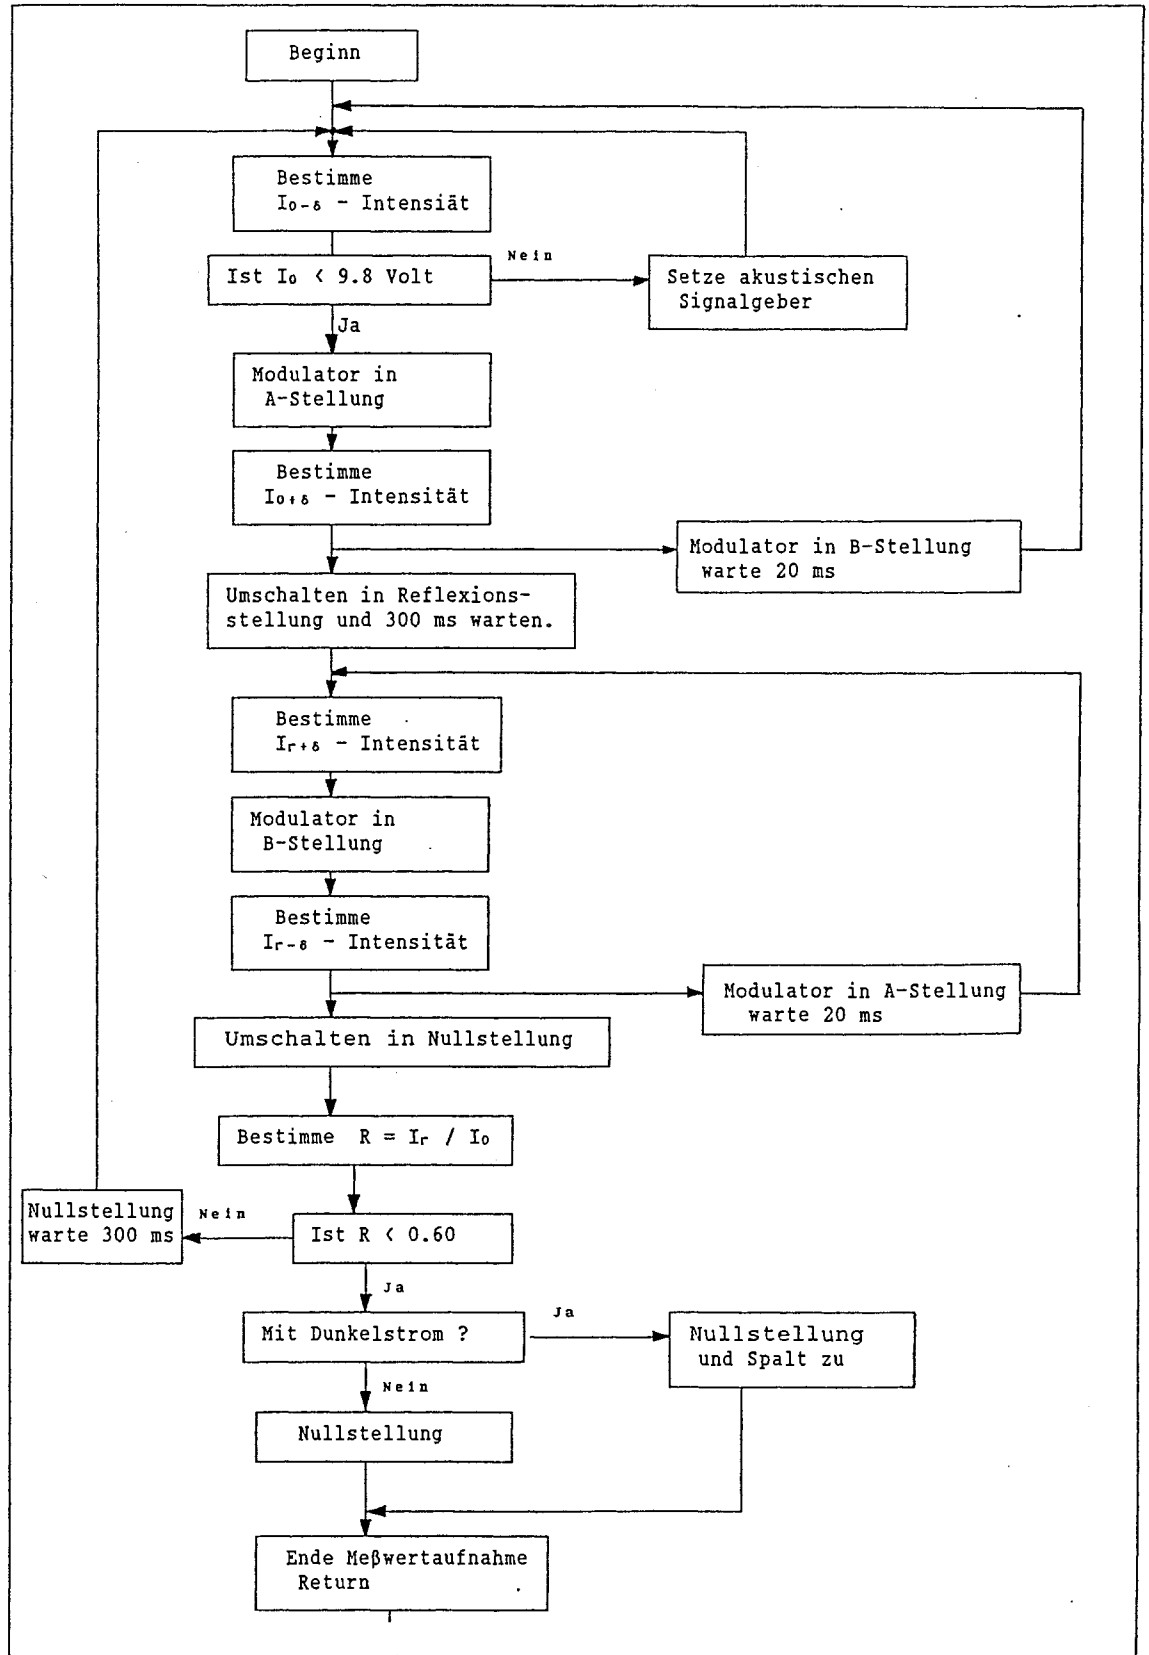 Beginn
Bestimme
I₀₋δ - Intensiät
Nein
Ist I₀ < 9.8 Volt
Setze akustischen
Signalgeber
Ja
Modulator in
A-Stellung
Bestimme
I₀₊δ - Intensität
Modulator in B-Stellung
warte 20 ms
Umschalten in Reflexions-
stellung und 300 ms warten.
Bestimme
Ir₊δ - Intensität
Modulator in
B-Stellung
Bestimme
Ir₋δ - Intensität
Modulator in A-Stellung
warte 20 ms
Umschalten in Nullstellung
Bestimme R = Ir / I₀
Nullstellung
warte 300 ms
Nein
Ist R < 0.60
Ja
Mit Dunkelstrom ?
Ja
Nullstellung
und Spalt zu
Nein
Nullstellung
Ende Meßwertaufnahme
Return